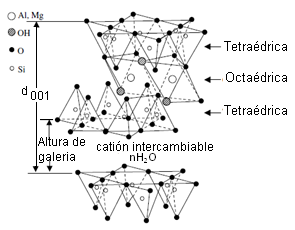 Al, Mg
OH
O
Si
d001
Tetraédrica
Octaédrica
Tetraédrica
Altura de
galeria
catión intercambiable
nH2O